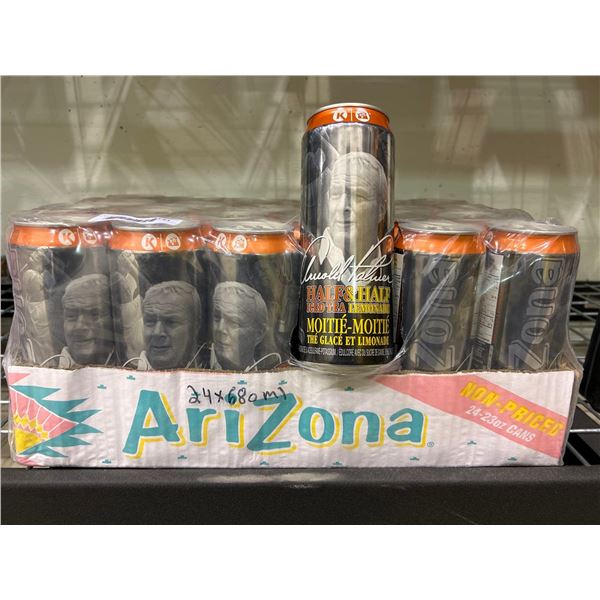 K
Arnold Palmer
HALF & HALF
ICED TEA LEMONADE
MOITIÉ-MOITIÉ
THÉ GLACÉ ET LIMONADE
24x680ml
AriZona
NON-PRICED
24-23oz CANS